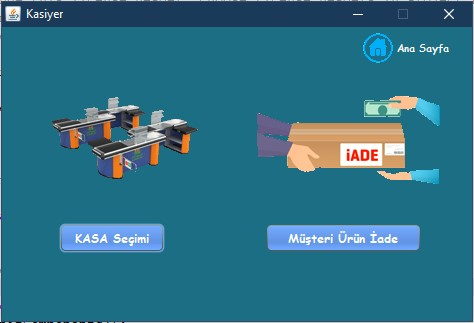 Kasiyer
Ana Sayfa
iADE
KASA Seçimi
Müşteri Ürün İade